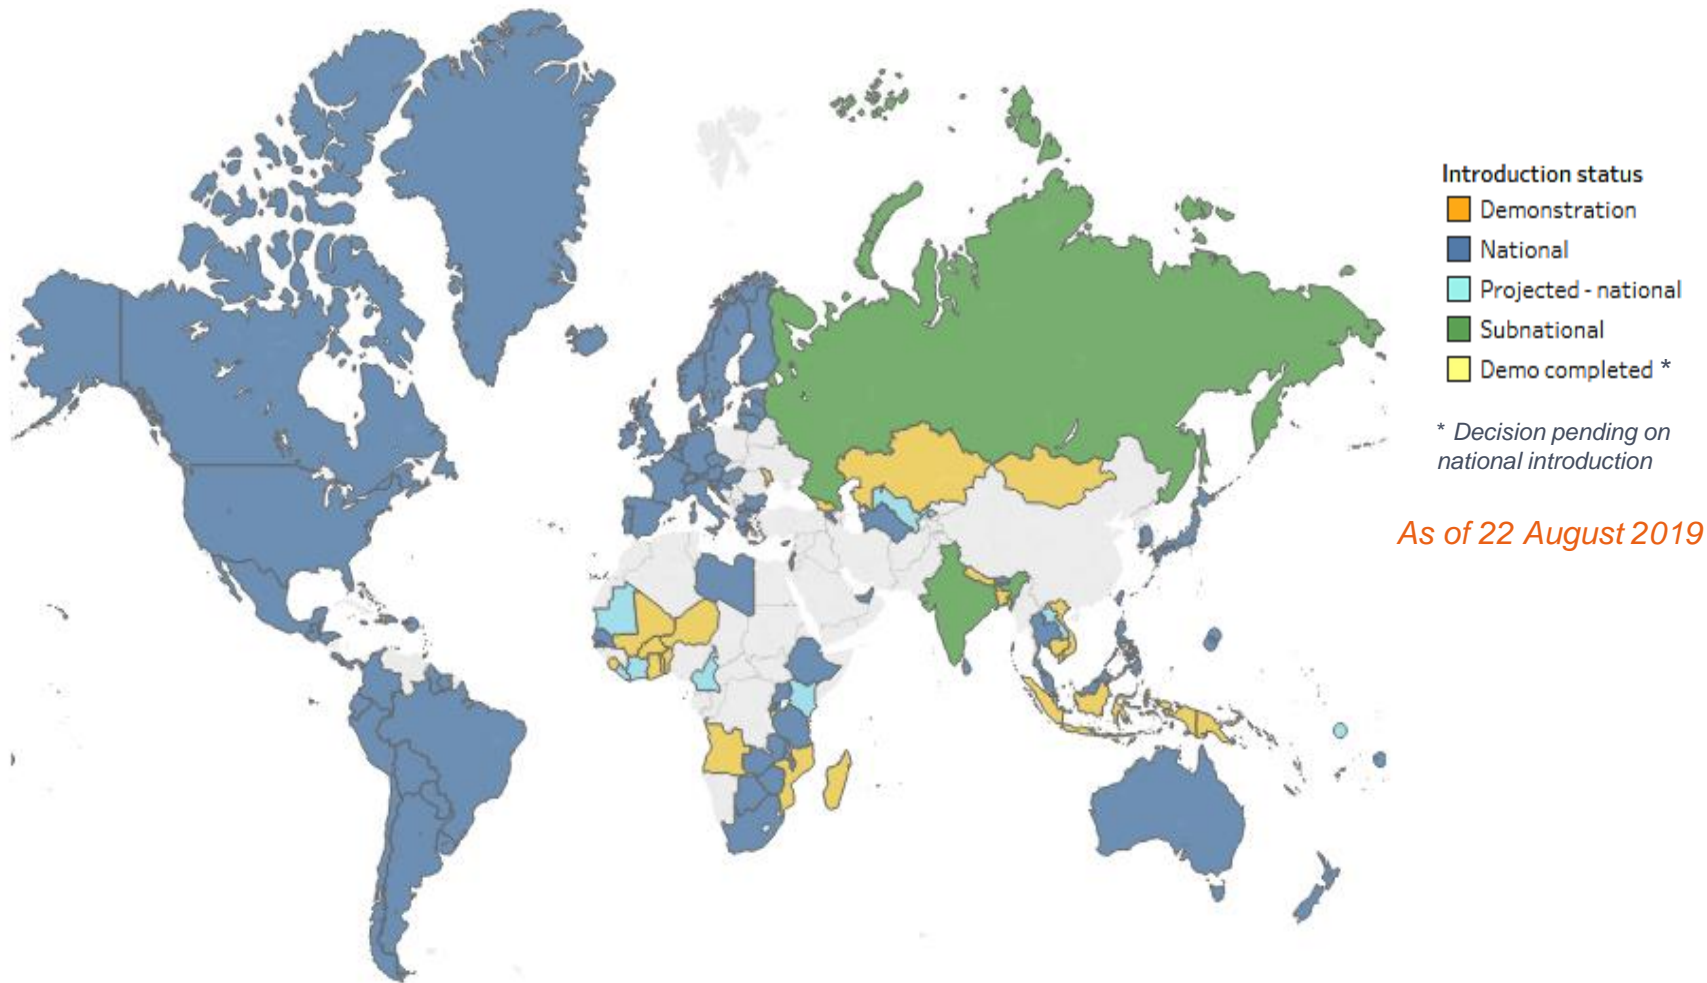 Introduction status
Demonstration
National
Projected - national
Subnational
Demo completed *
* Decision pending on
national introduction
As of 22 August 2019